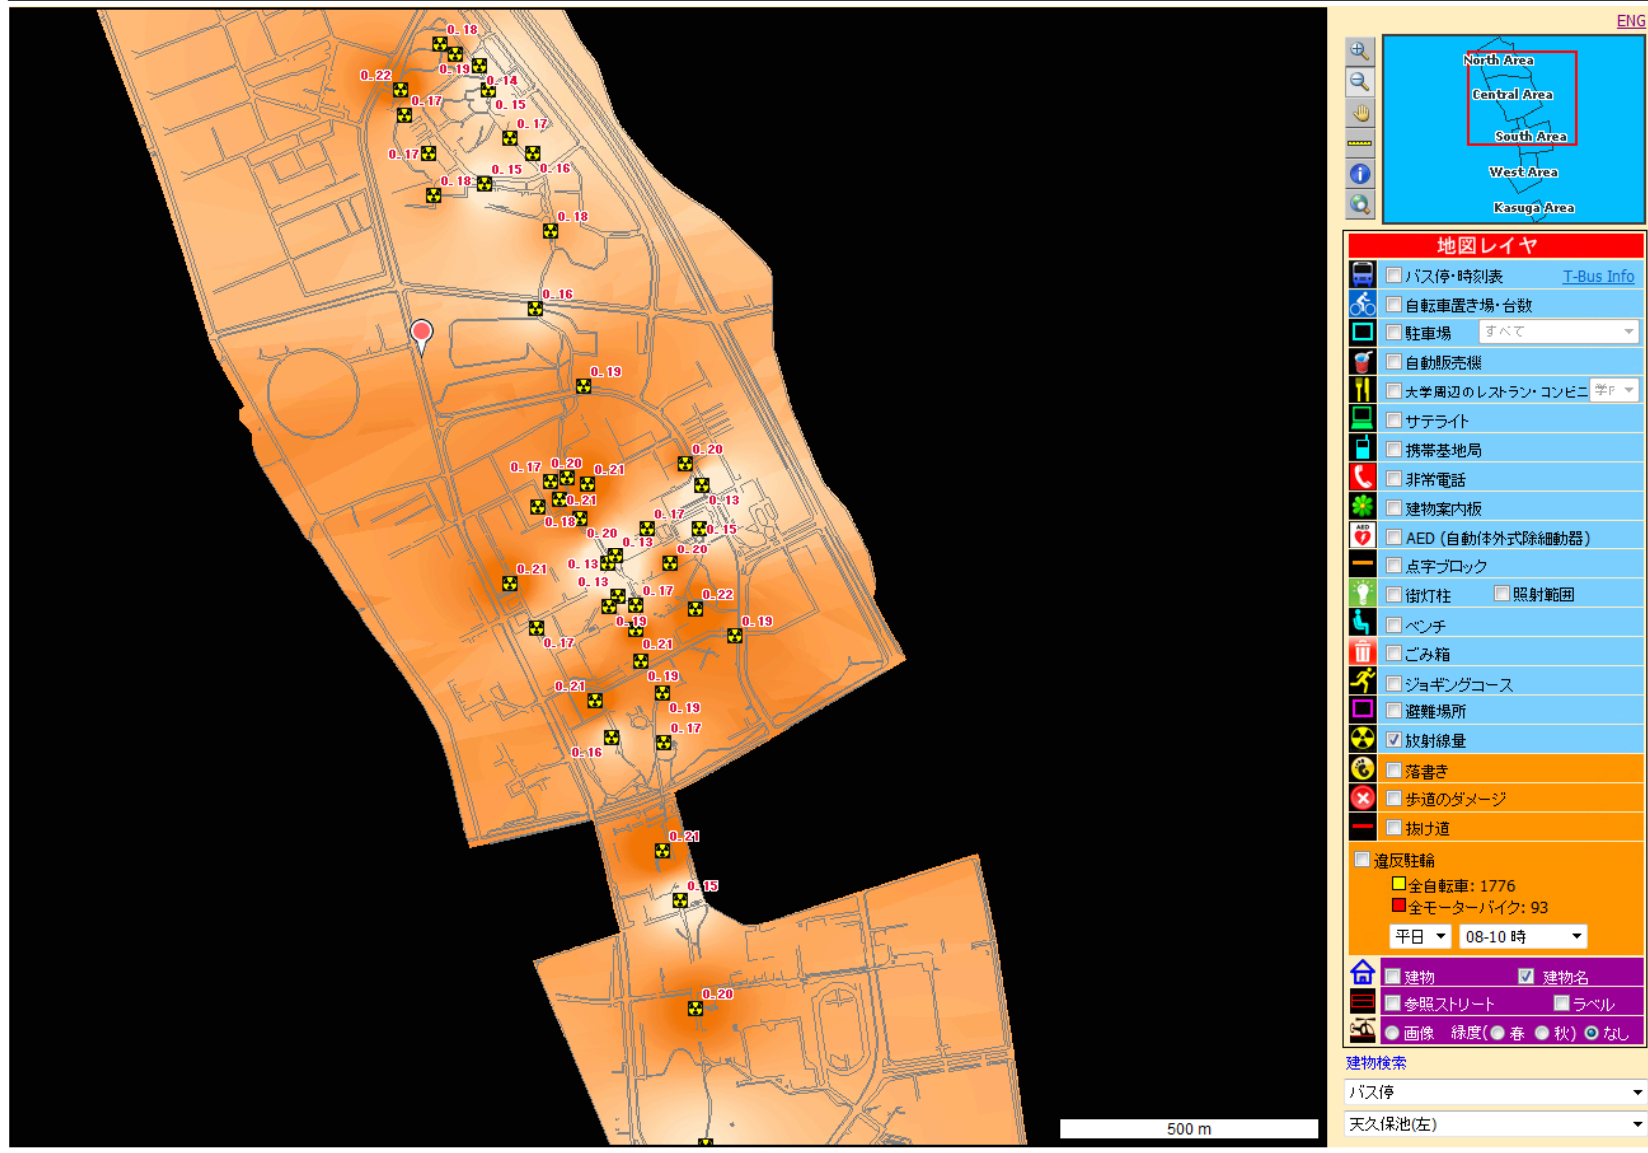 ENG
North Area
Central Area
South Area
West Area
Kasuga Area
地図レイヤ
バス停・時刻表 T-Bus Info
自転車置き場・台数
駐車場 すべて
自動販売機
大学周辺のレストラン・コンビニ
サテライト
携帯基地局
非常電話
建物案内板
AED (自動体外式除細動器)
点字ブロック
街灯柱 照射範囲
ベンチ
ごみ箱
ジョギングコース
避難場所
放射線量
落書き
歩道のダメージ
抜け道
違反駐輪
全自転車: 1776
全モーターバイク: 93
平日 08-10 時
建物 建物名
参照ストリート ラベル
画像 緑度( 春 秋) なし
建物検索
バス停
天久保池(左)
0.18
0.19
0.22
0.14
0.17
0.15
0.17
0.17
0.16
0.15
0.18
0.18
0.16
0.19
0.20
0.17
0.20
0.21
0.13
0.21
0.18
0.17
0.15
0.20
0.13
0.20
0.13
0.21
0.13
0.17
0.22
0.19
0.19
0.17
0.21
0.19
0.21
0.19
0.17
0.16
0.21
0.15
0.20
500 m